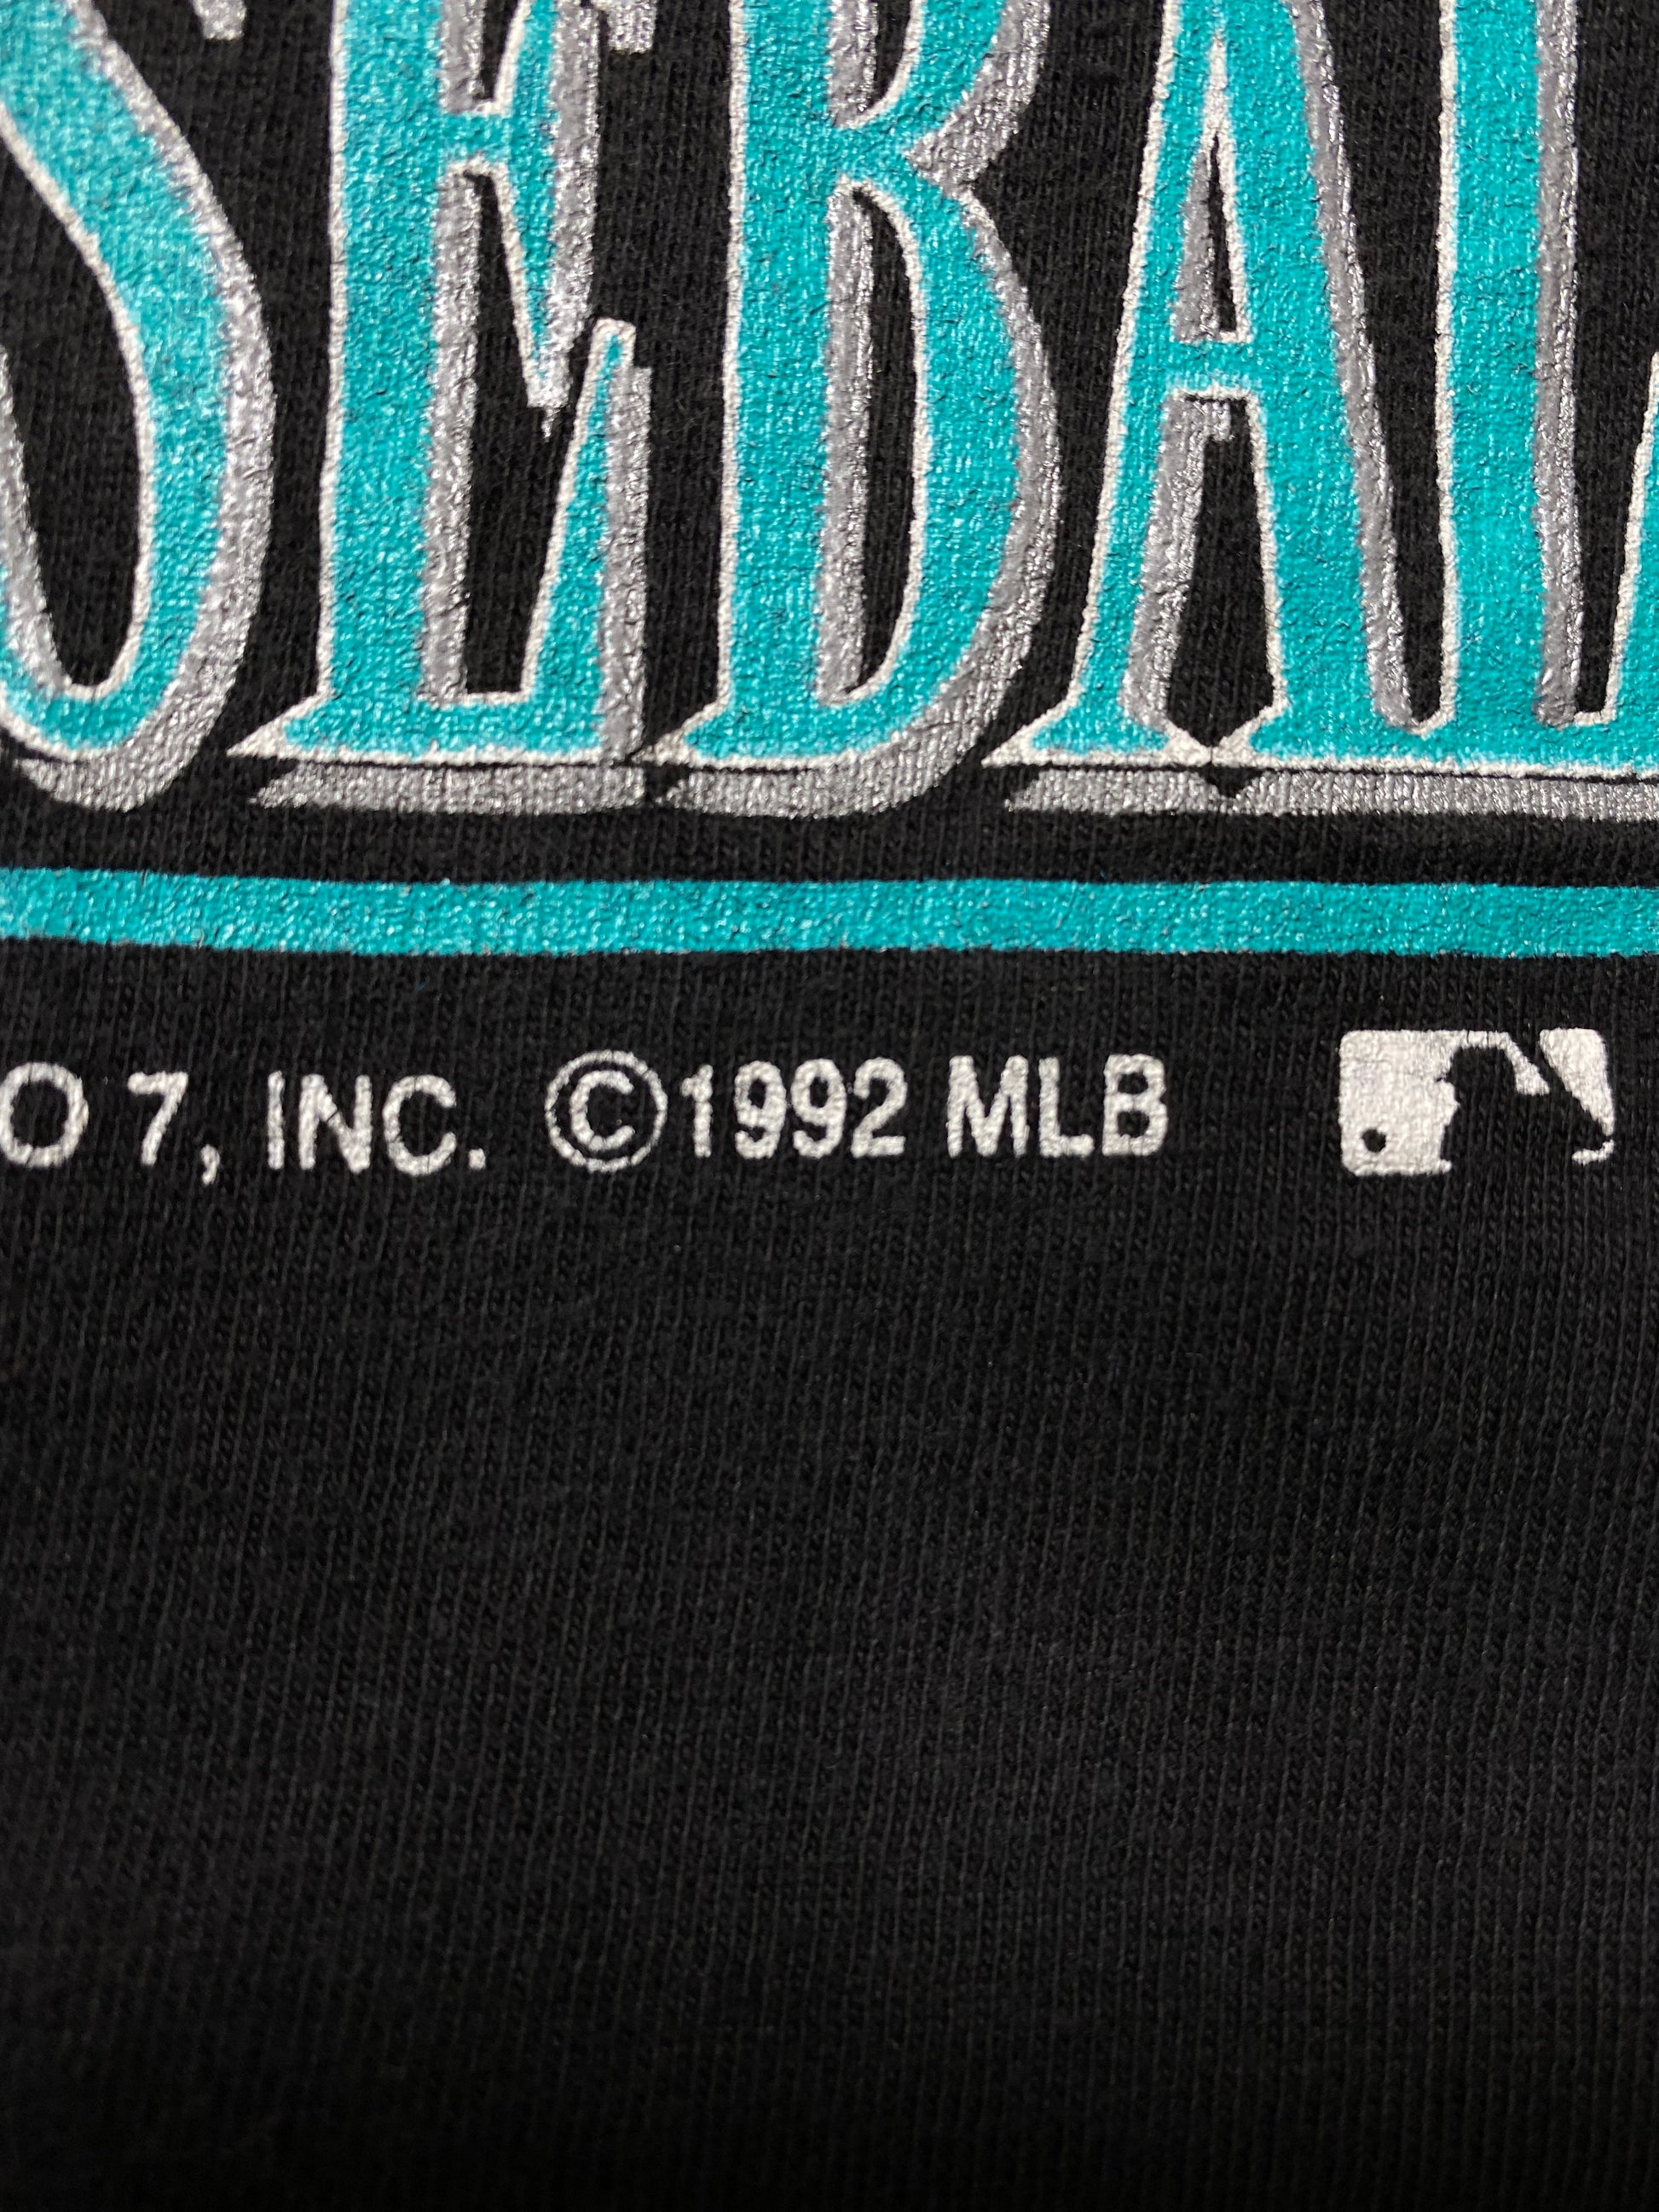 SEBAL
O 7, INC. ©1992 MLB